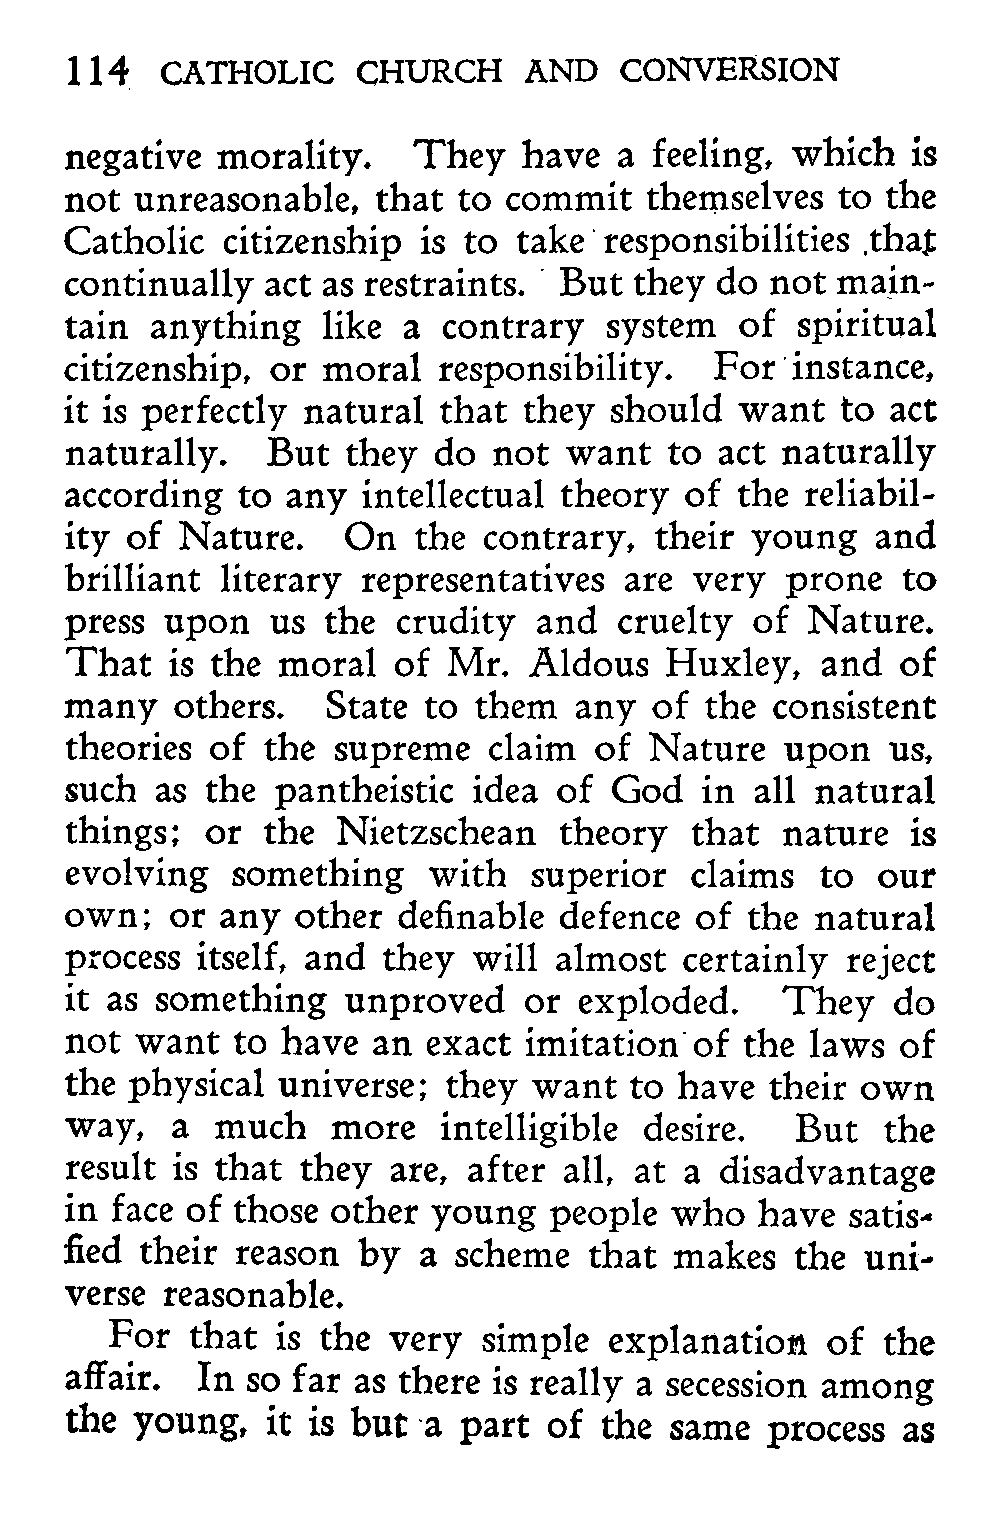 114 CATHOLIC CHURCH AND CONVERSION
negative morality. They have a feeling, which is
not unreasonable, that to commit themselves to the
Catholic citizenship is to take responsibilities that
continually act as restraints. But they do not main-
tain anything like a contrary system of spiritual
citizenship, or moral responsibility. For instance,
it is perfectly natural that they should want to act
naturally. But they do not want to act naturally
according to any intellectual theory of the reliabil-
ity of Nature. On the contrary, their young and
brilliant literary representatives are very prone to
press upon us the crudity and cruelty of Nature.
That is the moral of Mr. Aldous Huxley, and of
many others. State to them any of the consistent
theories of the supreme claim of Nature upon us,
such as the pantheistic idea of God in all natural
things; or the Nietzschean theory that nature is
evolving something with superior claims to our
own; or any other definable defence of the natural
process itself, and they will almost certainly reject
it as something unproved or exploded. They do
not want to have an exact imitation of the laws of
the physical universe; they want to have their own
way, a much more intelligible desire. But the
result is that they are, after all, at a disadvantage
in face of those other young people who have satis-
fied their reason by a scheme that makes the uni-
verse reasonable.
For that is the very simple explanation of the
affair. In so far as there is really a secession among
the young, it is but a part of the same process as